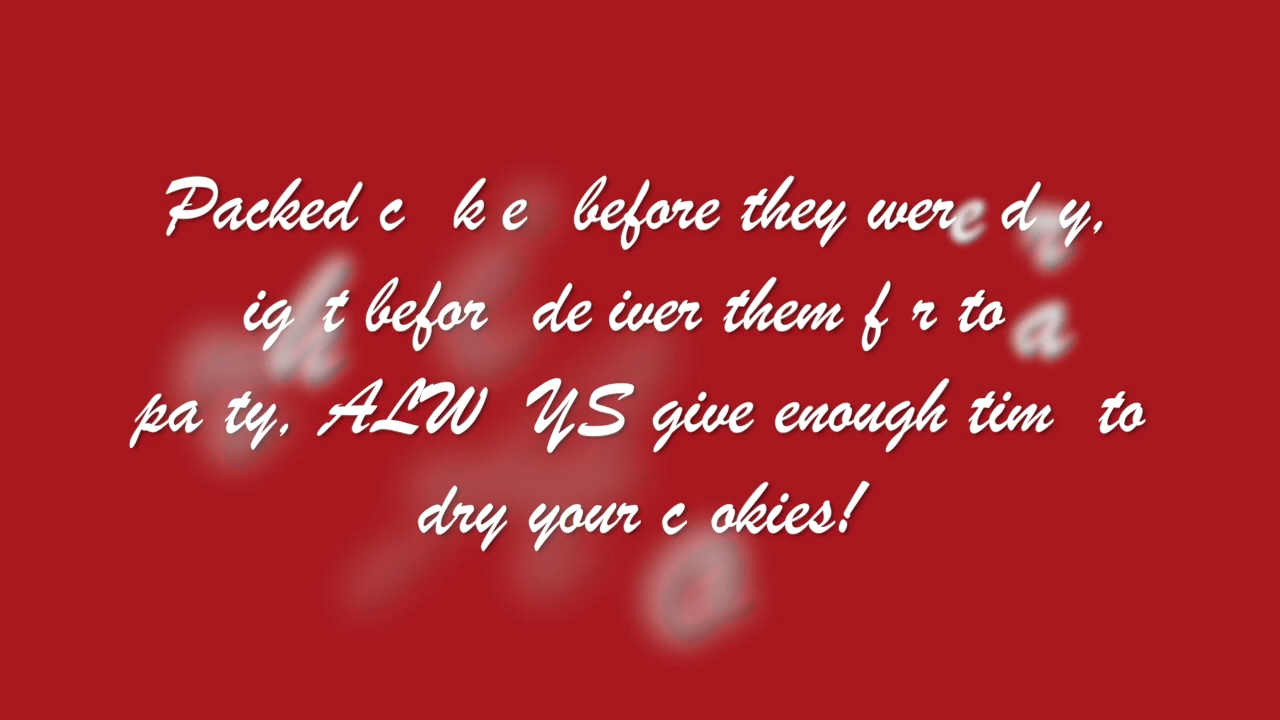 Packed c k e before they were d y,
ig t befor de iver them f r to a
pa ty, ALW YS give enough tim to
dry your c okies!